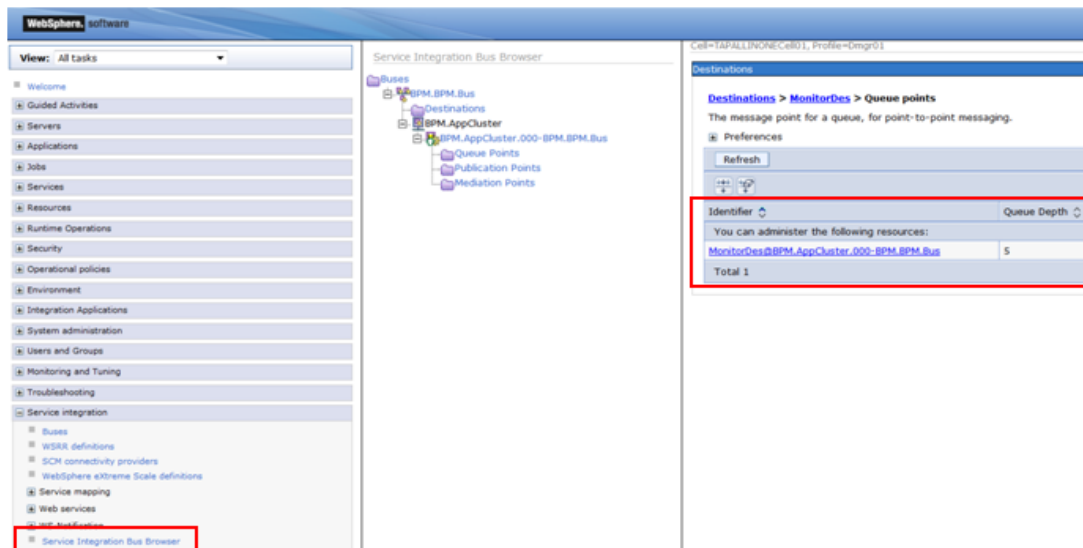 WebSphere. software
View: All tasks
Welcome
Guided Activities
Servers
Applications
Jobs
Services
Resources
Runtime Operations
Security
Operational policies
Environment
Integration Applications
System administration
Users and Groups
Monitoring and Tuning
Troubleshooting
Service integration
Buses
WSRR definitions
SCM connectivity providers
WebSphere eXtreme Scale definitions
Service mapping
Web services
WS-Notification
Service Integration Bus Browser
Service Integration Bus Browser
Buses
BPM.BPM.Bus
Destinations
BPM.AppCluster
BPM.AppCluster.000-BPM.BPM.Bus
Queue Points
Publication Points
Mediation Points
Cell=TAPALLINONECell01, Profile=Dmgr01
Destinations
Destinations > MonitorDes > Queue points
The message point for a queue, for point-to-point messaging.
Preferences
Refresh
Identifier Queue Depth
You can administer the following resources:
MonitorDes@BPM.AppCluster.000-BPM.BPM.Bus 5
Total 1